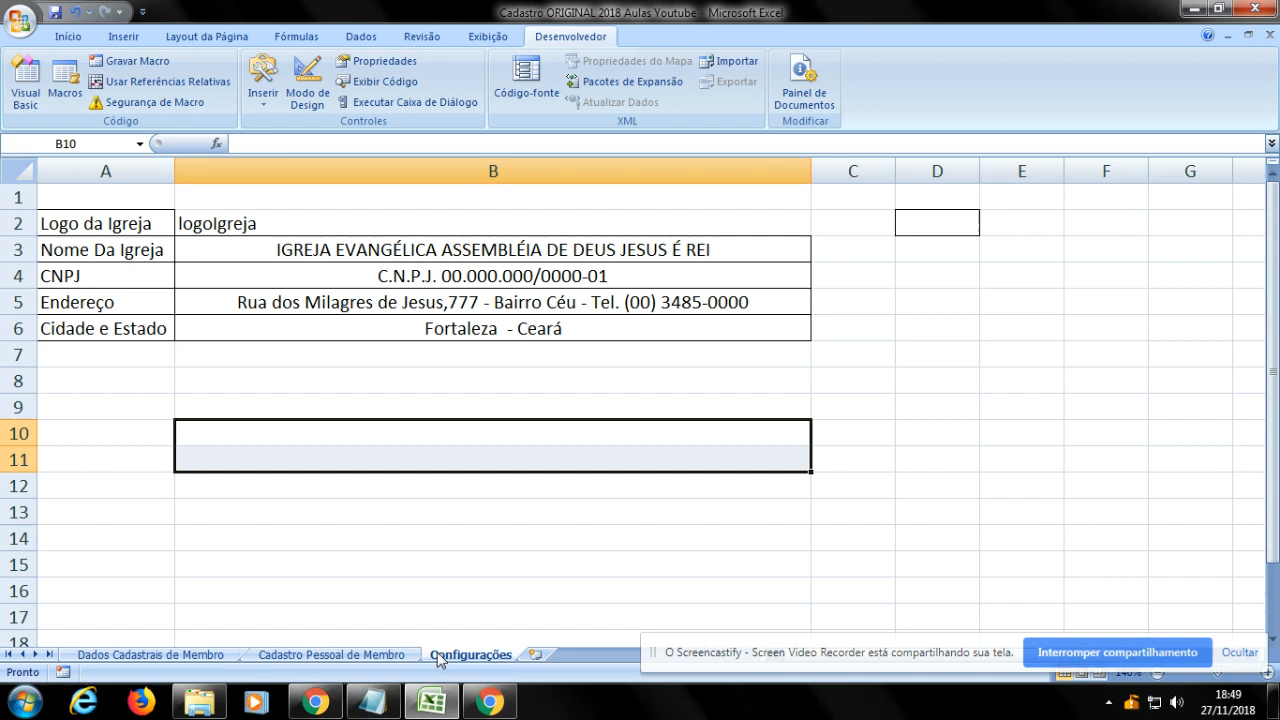 Cadastro ORIGINAL 2018 Aulas Youtube - Microsoft Excel
Início Inserir Layout da Página Fórmulas Dados Revisão Exibição Desenvolvedor
Visual Basic
Macros
Gravar Macro
Usar Referências Relativas
Segurança de Macro
Código
Inserir
Modo de Design
Propriedades
Exibir Código
Executar Caixa de Diálogo
Controles
Código-fonte
Propriedades do Mapa
Pacotes de Expansão
Atualizar Dados
Importar
Exportar
XML
Painel de Documentos
Modificar
B10 fx
A B C D E F G
1
2 Logo da Igreja logoIgreja
3 Nome Da Igreja IGREJA EVANGÉLICA ASSEMBLÉIA DE DEUS JESUS É REI
4 CNPJ C.N.P.J. 00.000.000/0000-01
5 Endereço Rua dos Milagres de Jesus,777 - Bairro Céu - Tel. (00) 3485-0000
6 Cidade e Estado Fortaleza - Ceará
7
8
9
10
11
12
13
14
15
16
17
18
Dados Cadastrais de Membro Cadastro Pessoal de Membro Configurações
O Screencastify - Screen Video Recorder está compartilhando sua tela. Interromper compartilhamento Ocultar
Pronto 140%
18:49
27/11/2018